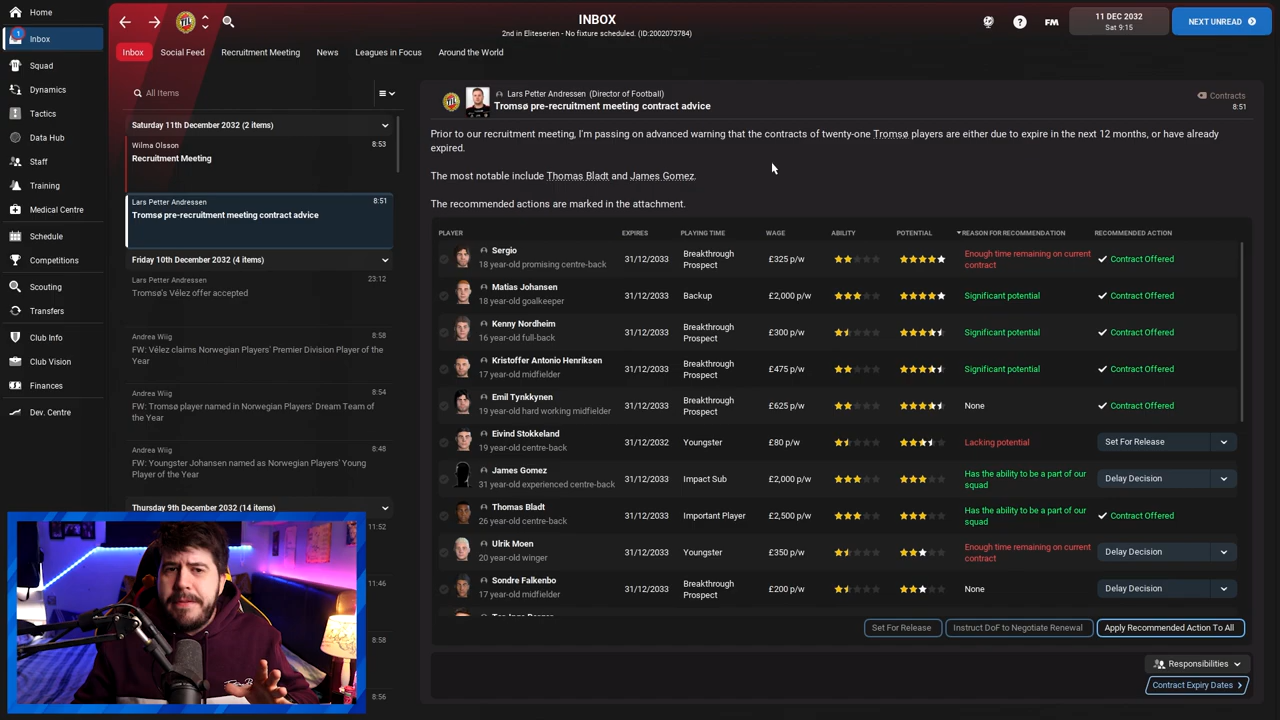 Home
Inbox
1
Squad
Dynamics
Tactics
Data Hub
Staff
Training
Medical Centre
Schedule
Competitions
Scouting
Transfers
Club Info
Club Vision
Finances
Dev. Centre
INBOX
2nd in Eliteserien - No fixture scheduled. (ID:2002073784)
FM
11 DEC 2032
Sat 9:15
NEXT UNREAD
Inbox
Social Feed
Recruitment Meeting
News
Leagues in Focus
Around the World
All Items
Saturday 11th December 2032 (2 items)
Wilma Olsson 8:53
Recruitment Meeting
Lars Petter Andressen 8:51
Tromsø pre-recruitment meeting contract advice
Friday 10th December 2032 (4 items)
Lars Petter Andressen 23:12
Tromsø's Vélez offer accepted
Andrea Wiig 8:58
FW: Vélez claims Norwegian Players' Premier Division Player of the
Year
Andrea Wiig 8:54
FW: Tromsø player named in Norwegian Players' Dream Team of
the Year
Andrea Wiig 8:48
FW: Youngster Johansen named as Norwegian Players' Young
Player of the Year
Thursday 9th December 2032 (14 items)
11:52
11:46
8:58
8:56
Lars Petter Andressen (Director of Football)
Tromsø pre-recruitment meeting contract advice
Contracts
8:51
Prior to our recruitment meeting, I'm passing on advanced warning that the contracts of twenty-one Tromsø players are either due to expire in the next 12 months, or have already
expired.
The most notable include Thomas Bladt and James Gomez.
The recommended actions are marked in the attachment.
PLAYER EXPIRES PLAYING TIME WAGE ABILITY POTENTIAL REASON FOR RECOMMENDATION RECOMMENDED ACTION
Sergio
18 year-old promising centre-back 31/12/2033 Breakthrough Prospect £325 p/w Enough time remaining on current contract Contract Offered
Matias Johansen
18 year-old goalkeeper 31/12/2033 Backup £2,000 p/w Significant potential Contract Offered
Kenny Nordheim
16 year-old full-back 31/12/2033 Breakthrough Prospect £300 p/w Significant potential Contract Offered
Kristoffer Antonio Henriksen
17 year-old midfielder 31/12/2033 Breakthrough Prospect £475 p/w Significant potential Contract Offered
Emil Tynkkynen
19 year-old hard working midfielder 31/12/2033 Breakthrough Prospect £625 p/w None Contract Offered
Eivind Stokkeland
19 year-old centre-back 31/12/2032 Youngster £80 p/w Lacking potential Set For Release
James Gomez
31 year-old experienced centre-back 31/12/2033 Impact Sub £2,000 p/w Has the ability to be a part of our squad Delay Decision
Thomas Bladt
26 year-old centre-back 31/12/2033 Important Player £2,500 p/w Has the ability to be a part of our squad Contract Offered
Ulrik Moen
20 year-old winger 31/12/2033 Youngster £350 p/w Enough time remaining on current contract Delay Decision
Sondre Falkenbo
17 year-old midfielder 31/12/2033 Breakthrough Prospect £200 p/w None Delay Decision
Set For Release
Instruct DoF to Negotiate Renewal
Apply Recommended Action To All
Responsibilities
Contract Expiry Dates